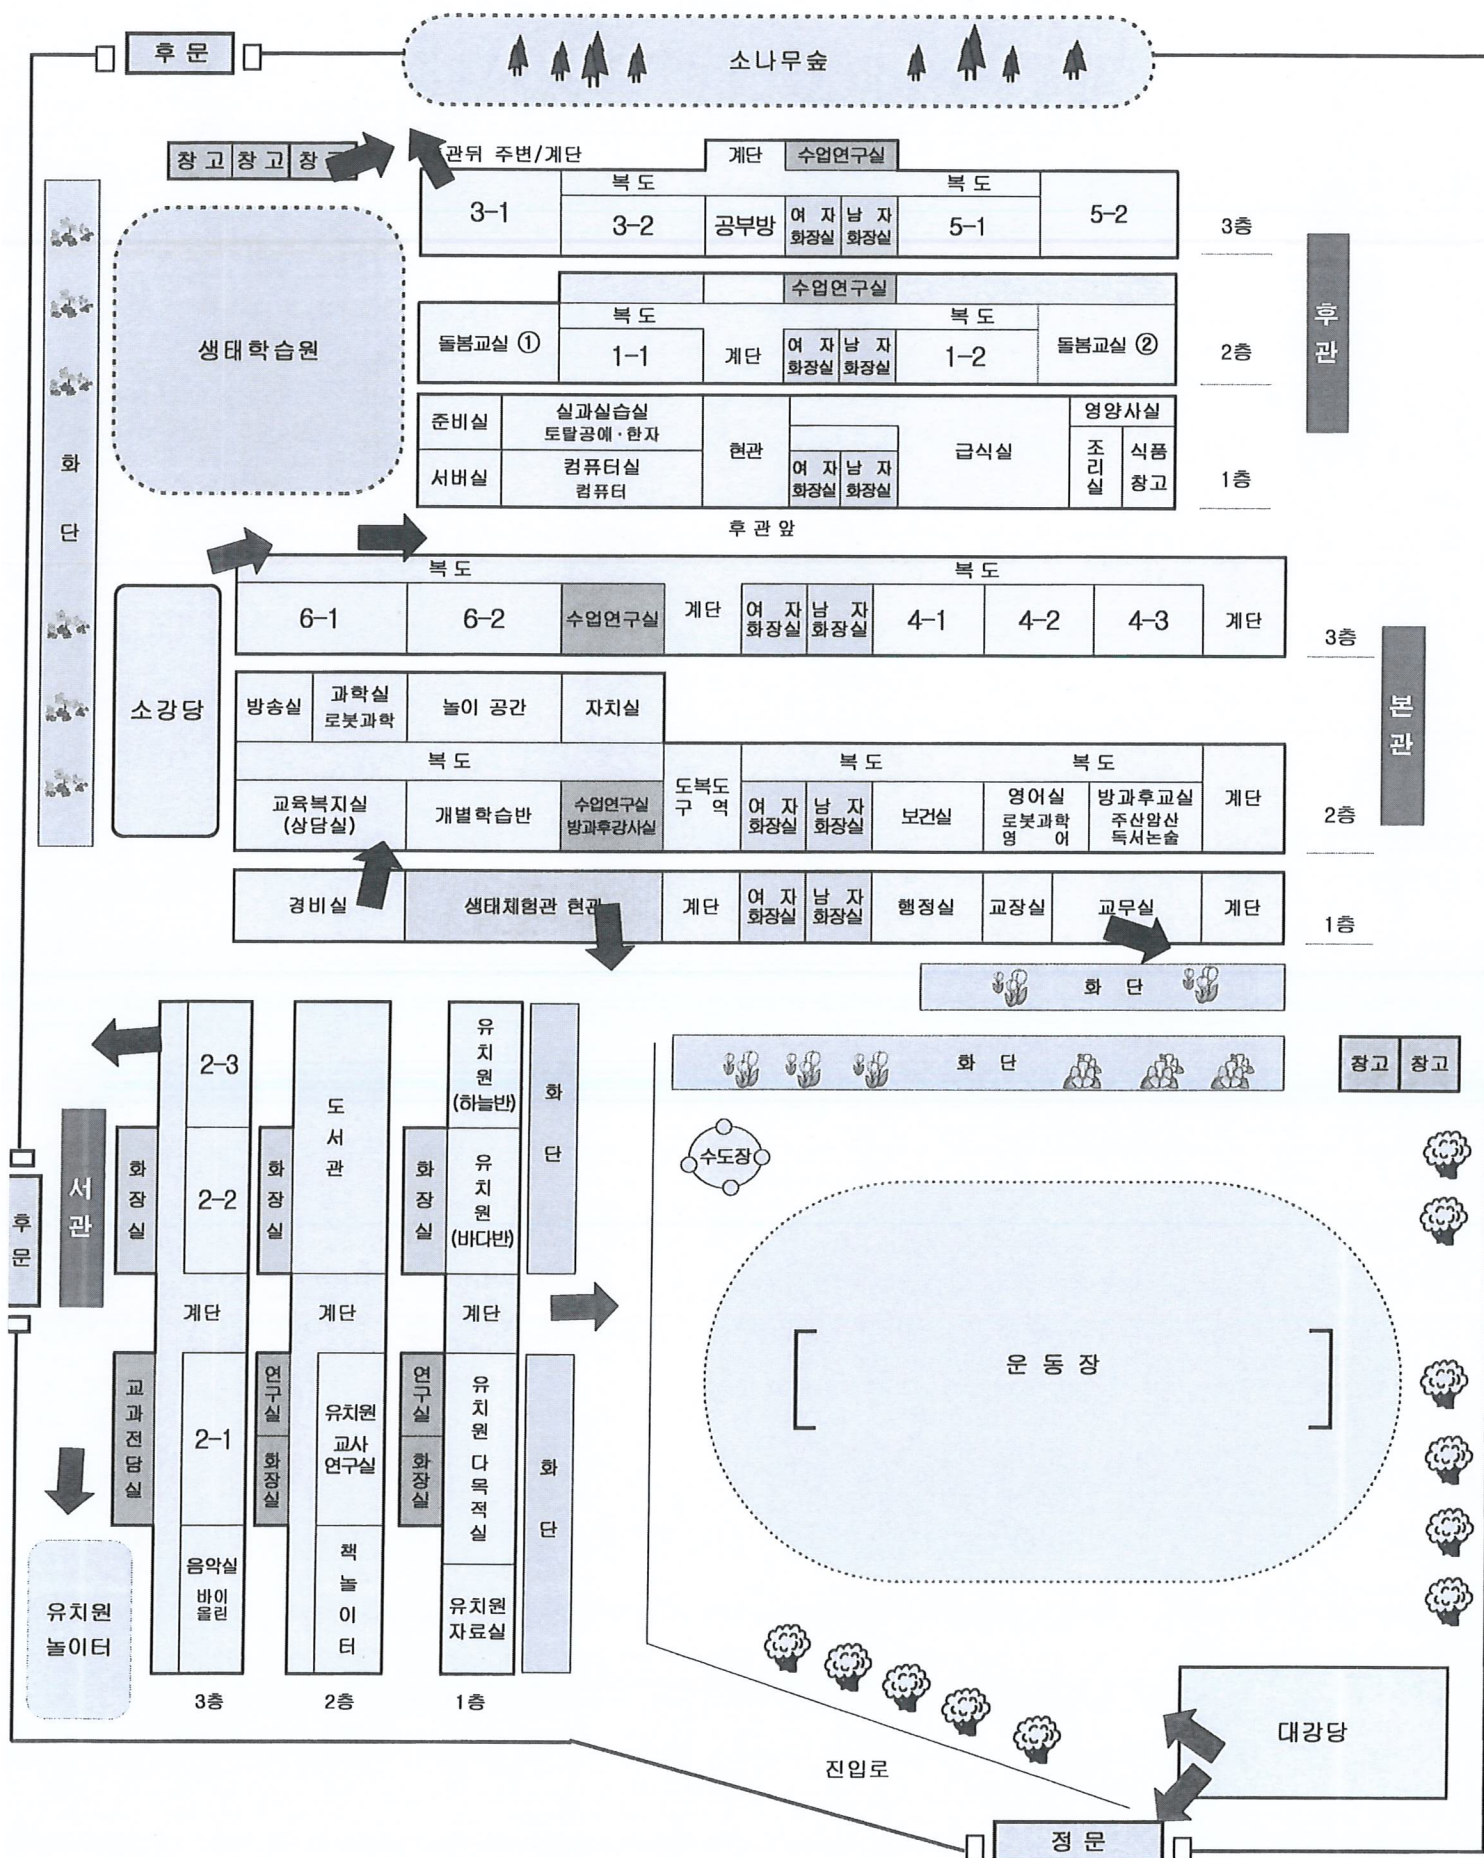 후문
소나무숲
창고 창고
관뒤 주변/계단
계단 수업연구실
복도 복도
3-1 3-2 공부방 여자화장실 남자화장실 5-1 5-2
3층
수업연구실
복도 복도
돌봄교실 ① 1-1 계단 여자화장실 남자화장실 1-2 돌봄교실 ②
2층
후관
생태학습원
준비실 실과실습실
토탈공예·한자
현관
급식실
영양사실
서버실 컴퓨터실
컴퓨터
여자화장실 남자화장실
조리실 식품창고
1층
화단
후관앞
복도 복도
6-1 6-2 수업연구실 계단 여자화장실 남자화장실 4-1 4-2 4-3 계단
3층
본관
소강당
방송실 과학실
로봇과학
놀이 공간 자치실
복도 복도 복도
교육복지실
(상담실)
개별학습반
수업연구실
방과후강사실
도복도
구역
여자화장실 남자화장실
보건실
영어실
로봇과학
영어
방과후교실
주산암산
독서논술
계단
2층
경비실 생태체험관 현관 계단 여자화장실 남자화장실 행정실 교장실 교무실 계단
1층
화단
화단
창고 창고
수도장
운동장
후문
서관
화장실
2-3
2-2
계단
교과전담실
2-1
음악실
바이올린
3층
도서관
화장실
계단
연구실
화장실
유치원
교사
연구실
책놀이터
2층
유치원
(하늘반)
화장실
유치원
(바다반)
계단
연구실
화장실
유치원 다목적실
유치원
자료실
1층
화단
화단
유치원
놀이터
진입로
대강당
정문